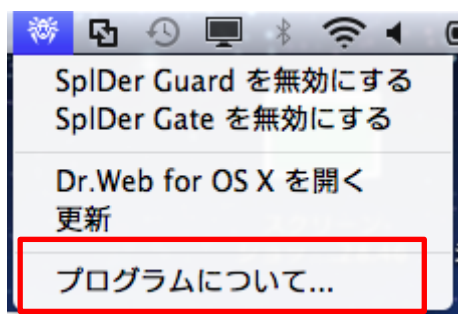 SpIDer Guard を無効にする
SpIDer Gate を無効にする
Dr.Web for OS X を開く
更新
プログラムについて...